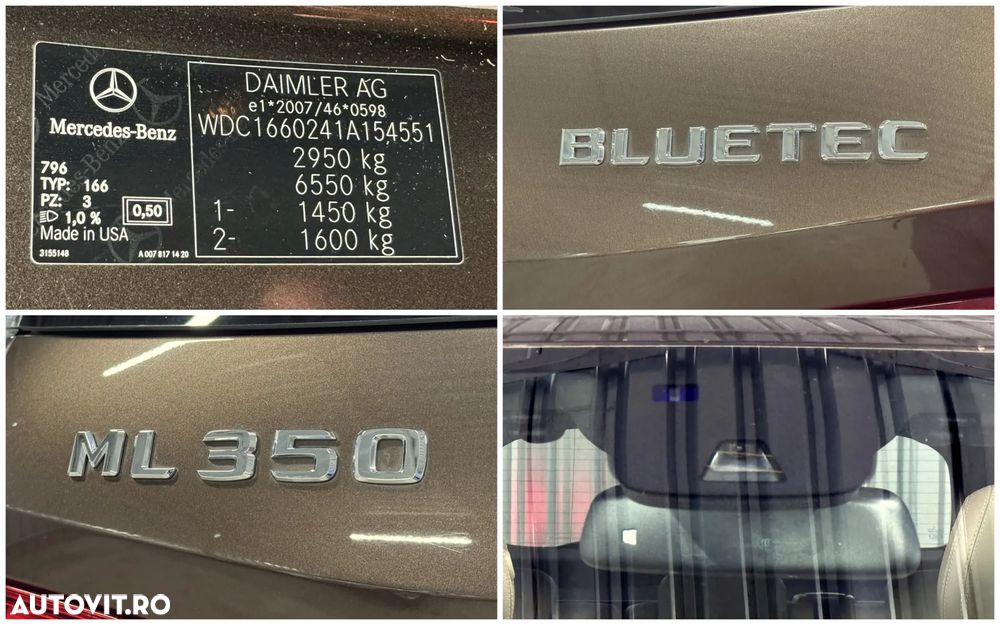 Mercedes-Benz
796
TYP: 166
PZ: 3
1,0 %
0,50
Made in USA
3155148
A 007 817 14 20
DAIMLER AG
e1*2007/46*0598
WDC1660241A154551
2950 kg
6550 kg
1- 1450 kg
2- 1600 kg
BLUETEC
ML 350
AUTOVIT.RO